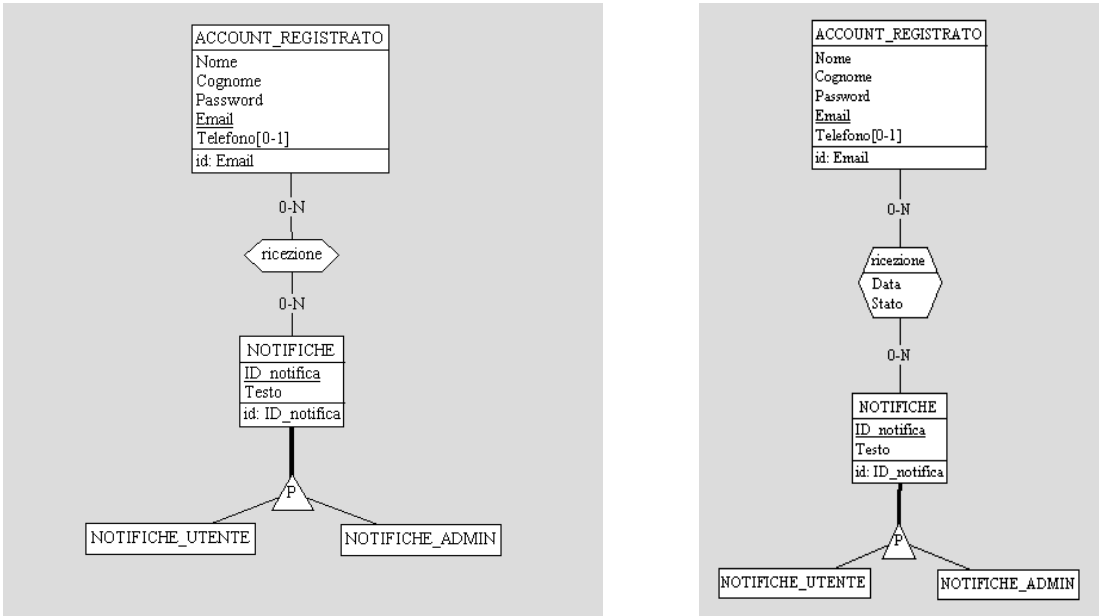 ACCOUNT_REGISTRATO
Nome
Cognome
Password
Email
Telefono[0-1]
id: Email
0-N
ricezione
0-N
NOTIFICHE
ID_notifica
Testo
id: ID_notifica
P
NOTIFICHE_UTENTE
NOTIFICHE_ADMIN
ACCOUNT_REGISTRATO
Nome
Cognome
Password
Email
Telefono[0-1]
id: Email
0-N
ricezione
Data
Stato
0-N
NOTIFICHE
ID_notifica
Testo
id: ID_notifica
P
NOTIFICHE_UTENTE
NOTIFICHE_ADMIN